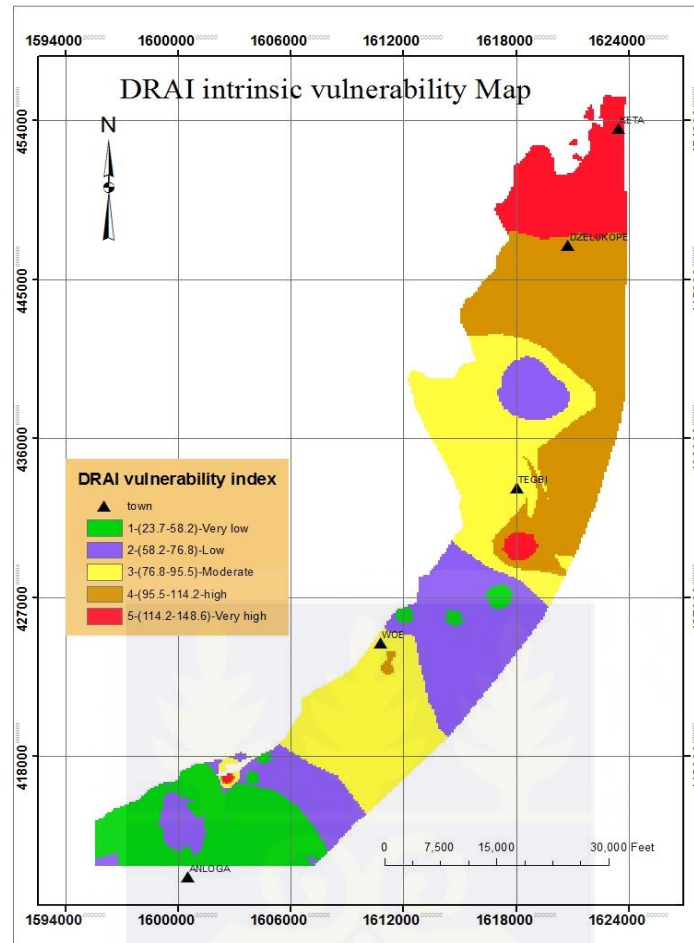 1594000 1600000 1606000 1612000 1618000 1624000
DRAI intrinsic vulnerability Map
N
454000
KETA
DZELUKOPE
445000
436000
TEGBI
DRAI vulnerability index
town
1-(23.7-58.2)-Very low
2-(58.2-76.8)-Low
3-(76.8-95.5)-Moderate
4-(95.5-114.2-high
5-(114.2-148.6)-Very high
427000
WOE
418000
0 7,500 15,000 30,000 Feet
ANLOGA
1594000 1600000 1606000 1612000 1618000 1624000